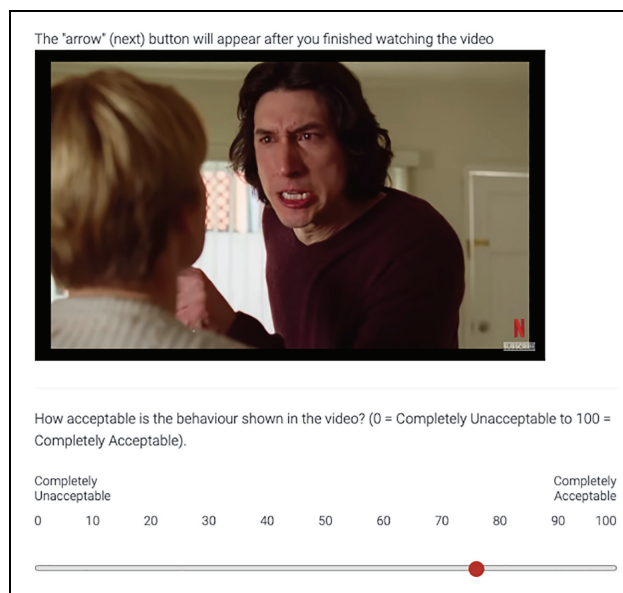 The "arrow" (next) button will appear after you finished watching the video
N
How acceptable is the behaviour shown in the video? (0 = Completely Unacceptable to 100 =
Completely Acceptable).
Completely
Unacceptable
Completely
Acceptable
0 10 20 30 40 50 60 70 80 90 100